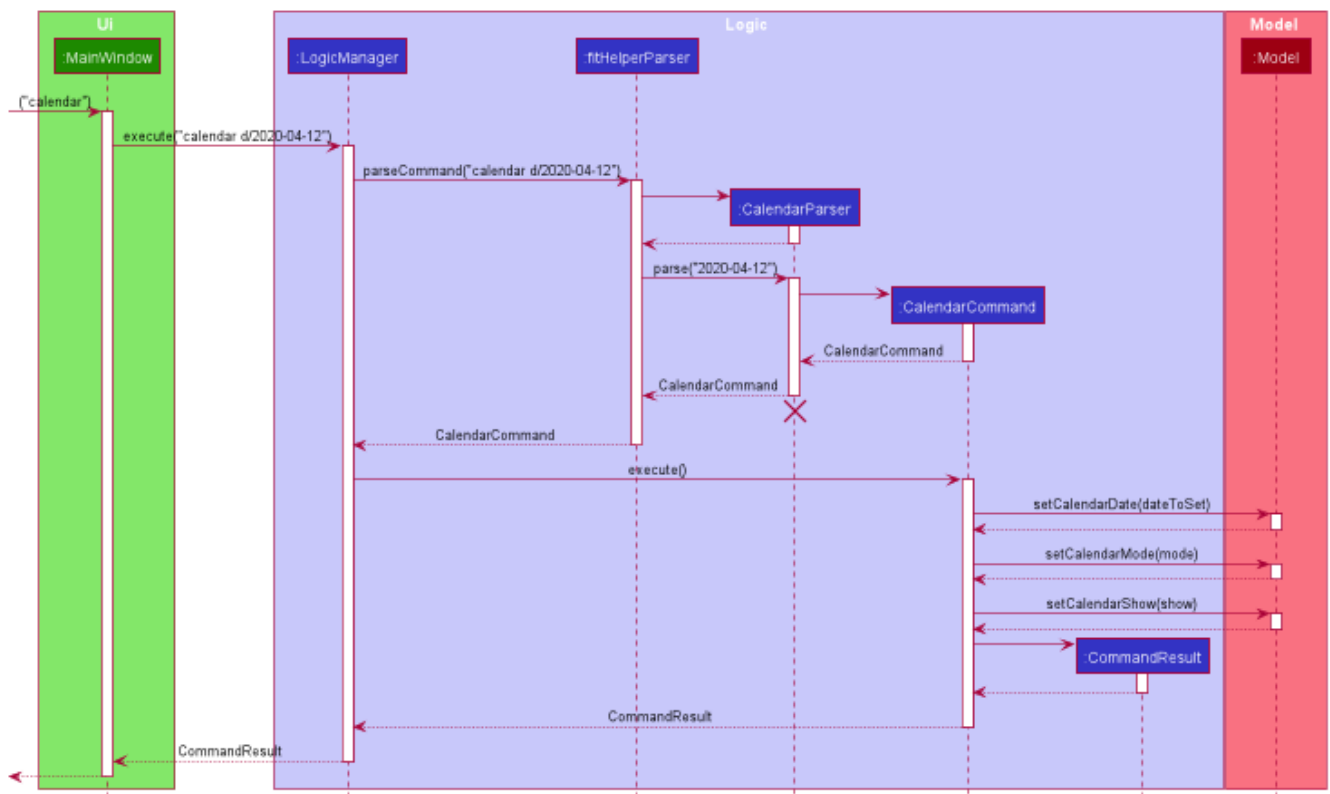 Ui
Logic
Model
:MainWindow
:LogicManager
:fitHelperParser
:Model
("calendar")
execute("calendar d/2020-04-12")
parseCommand("calendar d/2020-04-12")
:CalendarParser
parse("2020-04-12")
:CalendarCommand
CalendarCommand
CalendarCommand
CalendarCommand
execute()
setCalendarDate(dateToSet)
setCalendarMode(mode)
setCalendarShow(show)
:CommandResult
CommandResult
CommandResult